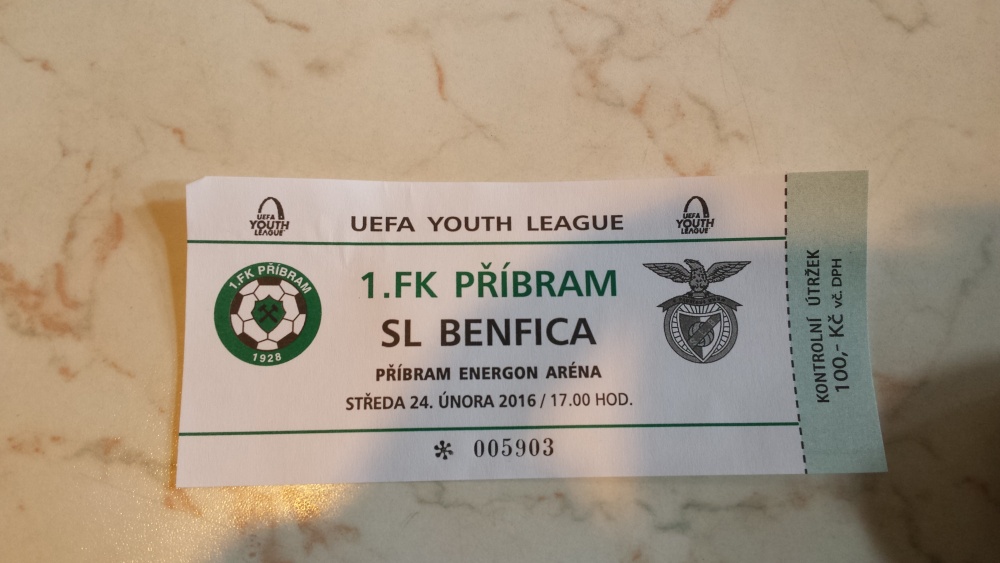 UEFA YOUTH LEAGUE
UEFA YOUTH LEAGUE
UEFA YOUTH LEAGUE
1.FK PŘÍBRAM
1928
1.FK PŘÍBRAM
SL BENFICA
PŘÍBRAM ENERGON ARÉNA
STŘEDA 24. ÚNORA 2016 / 17.00 HOD.
* 005903
KONTROLNÍ ÚTRŽEK
100,- Kč vč. DPH